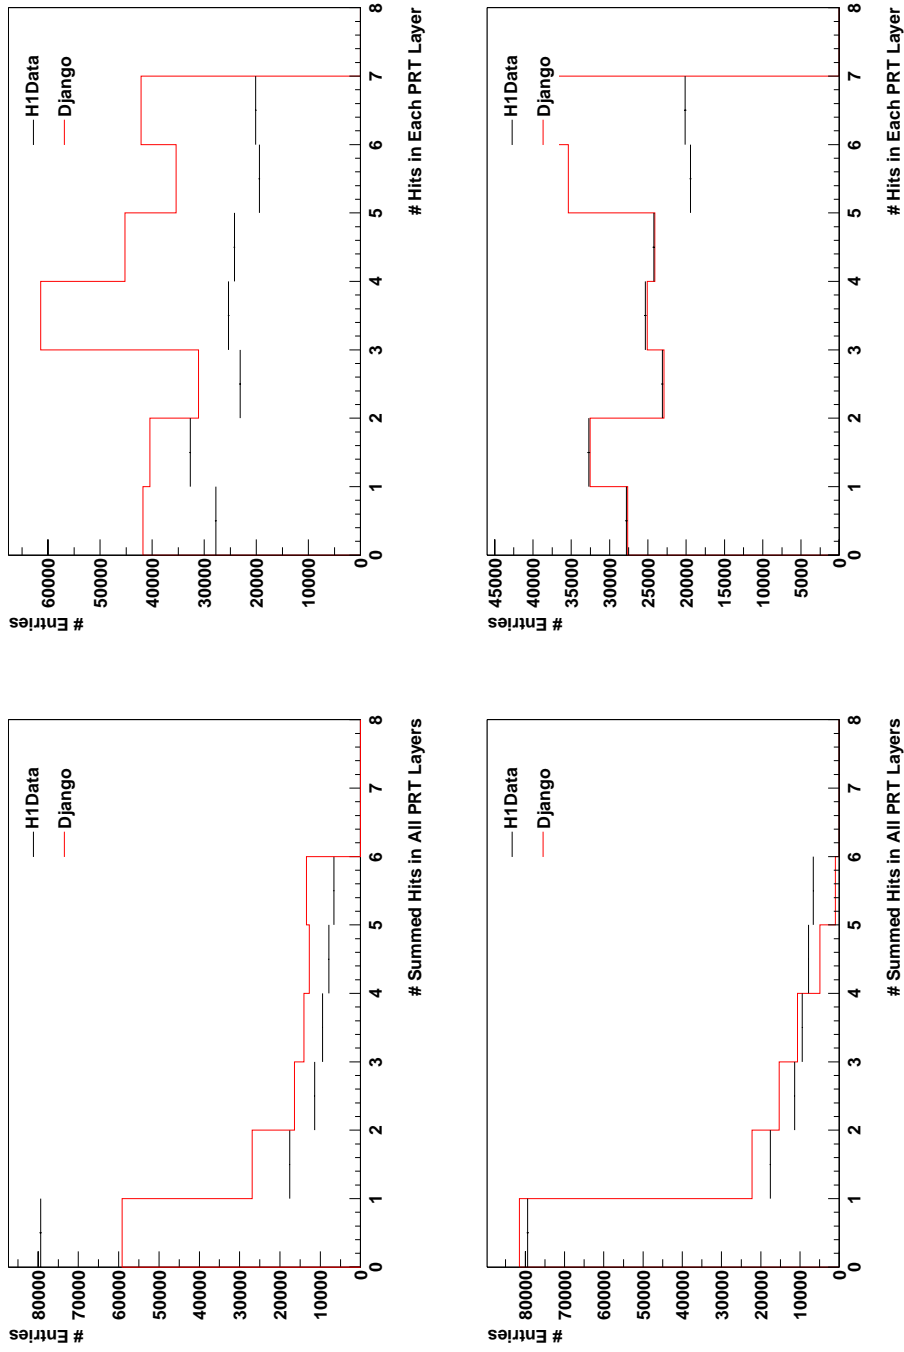 # Entries
H1Data
Django
80000
70000
60000
50000
40000
30000
20000
10000
0
0 1 2 3 4 5 6 7 8
# Summed Hits in All PRT Layers
# Entries
H1Data
Django
60000
50000
40000
30000
20000
10000
0
0 1 2 3 4 5 6 7 8
# Hits in Each PRT Layer
# Entries
H1Data
Django
80000
70000
60000
50000
40000
30000
20000
10000
0
0 1 2 3 4 5 6 7 8
# Summed Hits in All PRT Layers
# Entries
H1Data
Django
45000
40000
35000
30000
25000
20000
15000
10000
5000
0
0 1 2 3 4 5 6 7 8
# Hits in Each PRT Layer